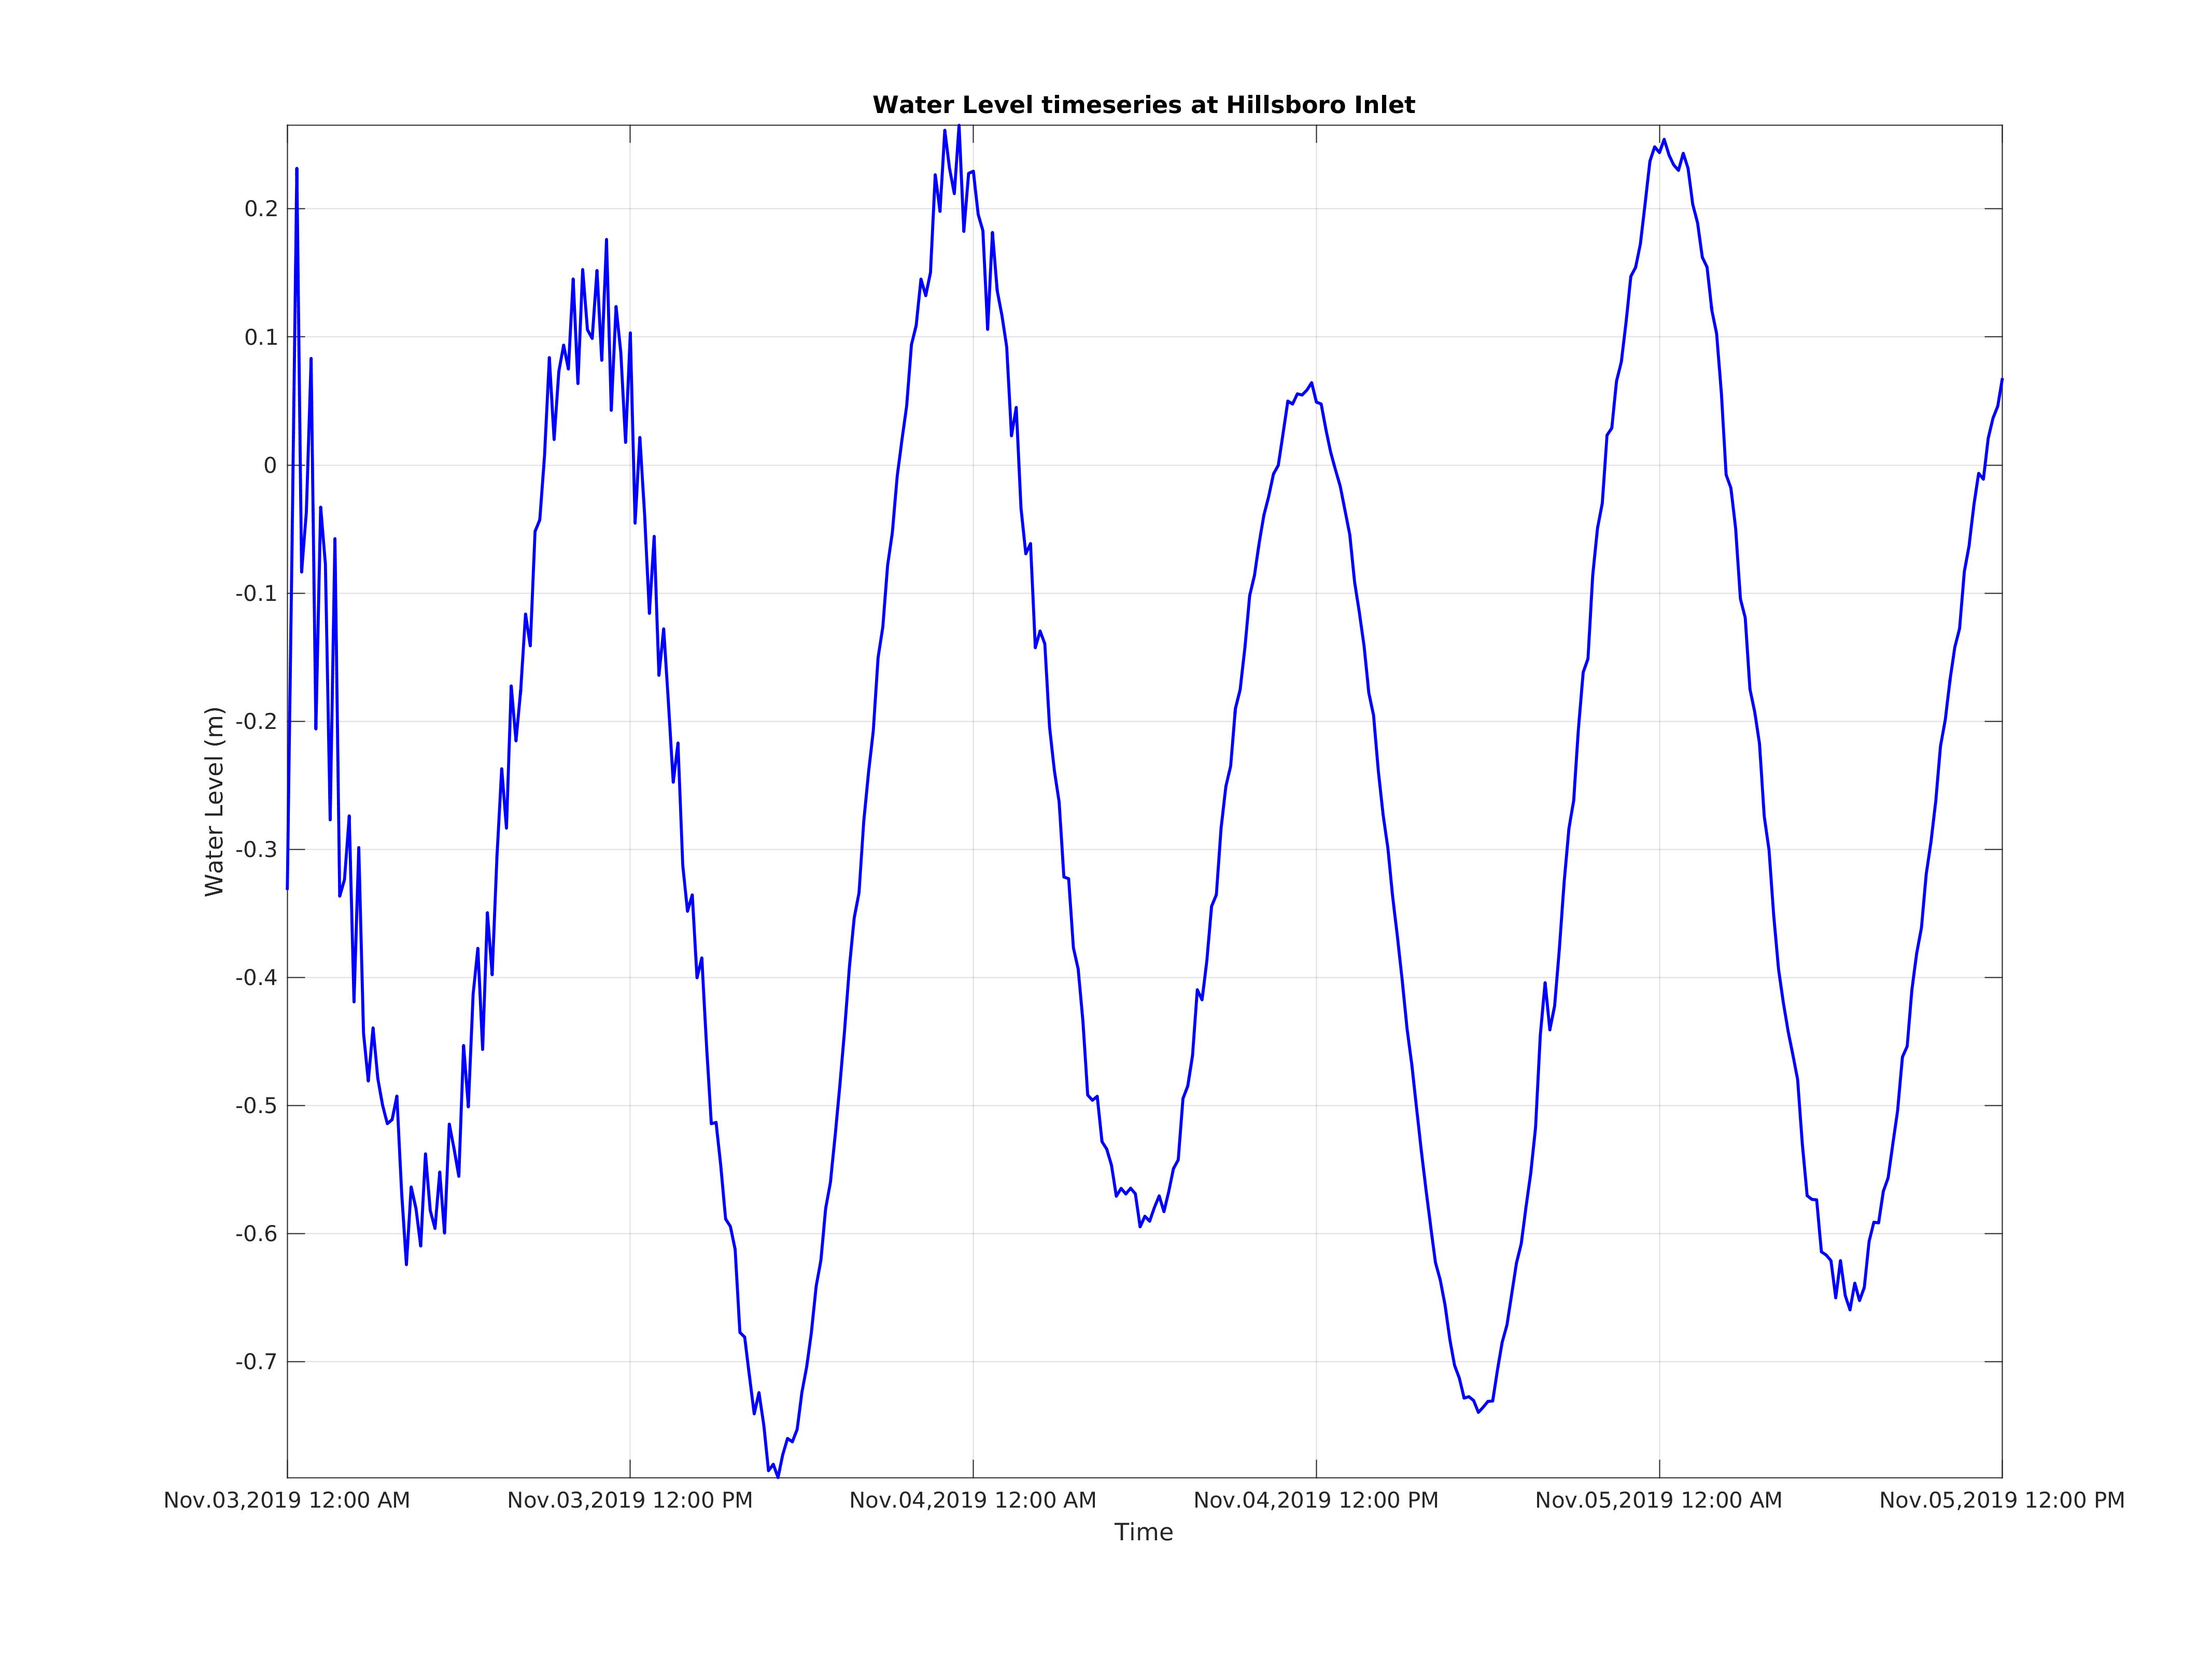 Water Level timeseries at Hillsboro Inlet
0.2
0.1
0
-0.1
-0.2
-0.3
-0.4
-0.5
-0.6
-0.7
Water Level (m)
Nov.03,2019 12:00 AM
Nov.03,2019 12:00 PM
Nov.04,2019 12:00 AM
Nov.04,2019 12:00 PM
Nov.05,2019 12:00 AM
Nov.05,2019 12:00 PM
Time